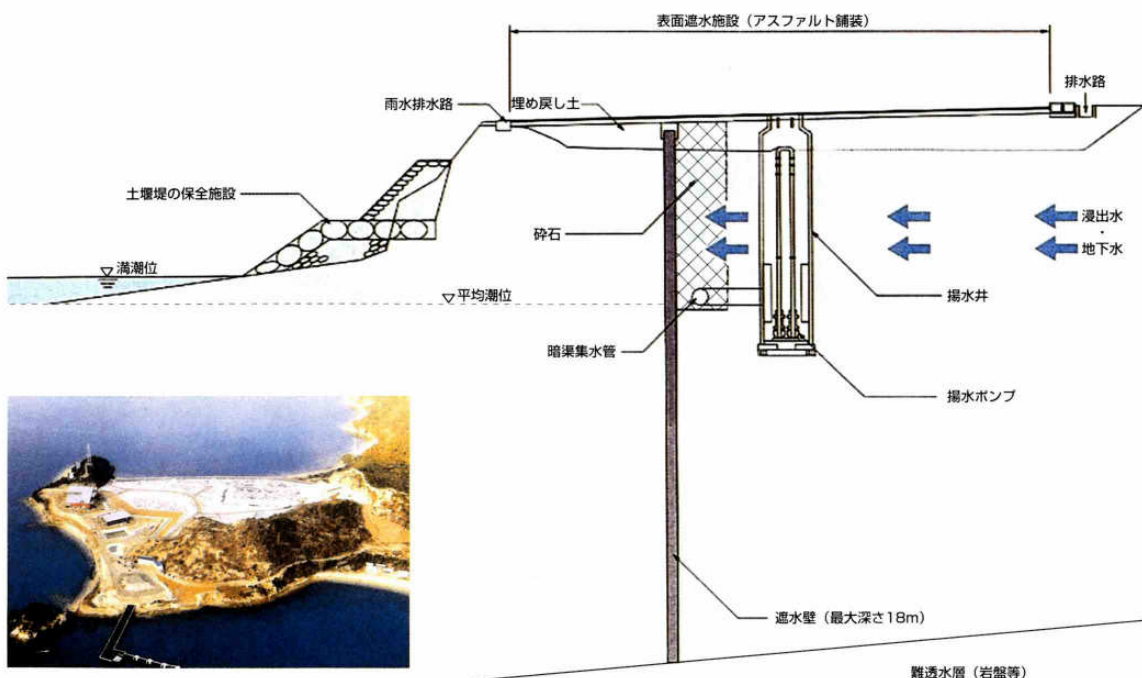 表面遮水施設（アスファルト舗装）
排水路
雨水排水路
埋め戻し土
土堰堤の保全施設
砕石
浸出水
・
地下水
満潮位
平均潮位
揚水井
暗渠集水管
揚水ポンプ
遮水壁（最大深さ18m）
難透水層（岩盤等）